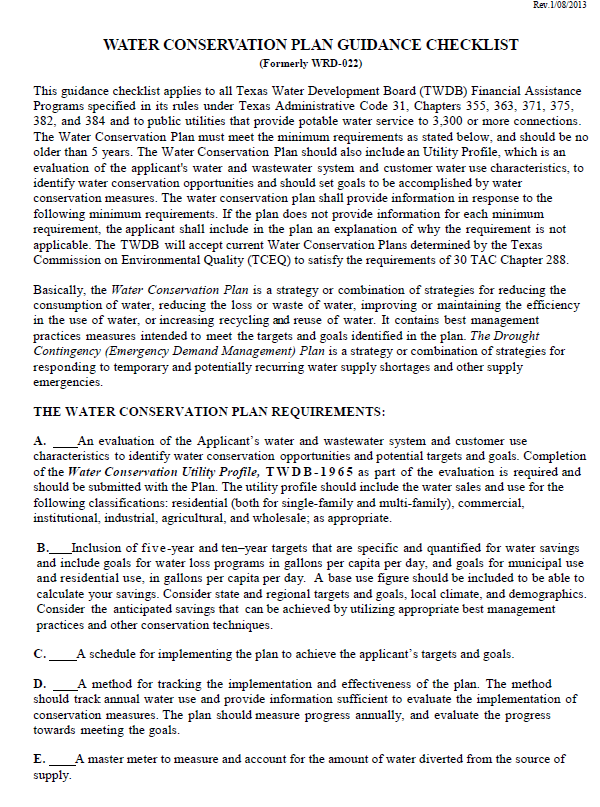 Rev.1/08/2013
WATER CONSERVATION PLAN GUIDANCE CHECKLIST
(Formerly WRD-022)
This guidance checklist applies to all Texas Water Development Board (TWDB) Financial Assistance
Programs specified in its rules under Texas Administrative Code 31, Chapters 355, 363, 371, 375,
382, and 384 and to public utilities that provide potable water service to 3,300 or more connections.
The Water Conservation Plan must meet the minimum requirements as stated below, and should be no
older than 5 years. The Water Conservation Plan should also include an Utility Profile, which is an
evaluation of the applicant's water and wastewater system and customer water use characteristics, to
identify water conservation opportunities and should set goals to be accomplished by water
conservation measures. The water conservation plan shall provide information in response to the
following minimum requirements. If the plan does not provide information for each minimum
requirement, the applicant shall include in the plan an explanation of why the requirement is not
applicable. The TWDB will accept current Water Conservation Plans determined by the Texas
Commission on Environmental Quality (TCEQ) to satisfy the requirements of 30 TAC Chapter 288.
Basically, the Water Conservation Plan is a strategy or combination of strategies for reducing the
consumption of water, reducing the loss or waste of water, improving or maintaining the efficiency
in the use of water, or increasing recycling and reuse of water. It contains best management
practices measures intended to meet the targets and goals identified in the plan. The Drought
Contingency (Emergency Demand Management) Plan is a strategy or combination of strategies for
responding to temporary and potentially recurring water supply shortages and other supply
emergencies.
THE WATER CONSERVATION PLAN REQUIREMENTS:
A. ____An evaluation of the Applicant's water and wastewater system and customer use
characteristics to identify water conservation opportunities and potential targets and goals. Completion
of the Water Conservation Utility Profile, TWDB-1965 as part of the evaluation is required and
should be submitted with the Plan. The utility profile should include the water sales and use for the
following classifications: residential (both for single-family and multi-family), commercial,
institutional, industrial, agricultural, and wholesale; as appropriate.
B.____Inclusion of five-year and ten–year targets that are specific and quantified for water savings
and include goals for water loss programs in gallons per capita per day, and goals for municipal use
and residential use, in gallons per capita per day. A base use figure should be included to be able to
calculate your savings. Consider state and regional targets and goals, local climate, and demographics.
Consider the anticipated savings that can be achieved by utilizing appropriate best management
practices and other conservation techniques.
C. ____A schedule for implementing the plan to achieve the applicant's targets and goals.
D. ____A method for tracking the implementation and effectiveness of the plan. The method
should track annual water use and provide information sufficient to evaluate the implementation of
conservation measures. The plan should measure progress annually, and evaluate the progress
towards meeting the goals.
E. ____A master meter to measure and account for the amount of water diverted from the source of
supply.